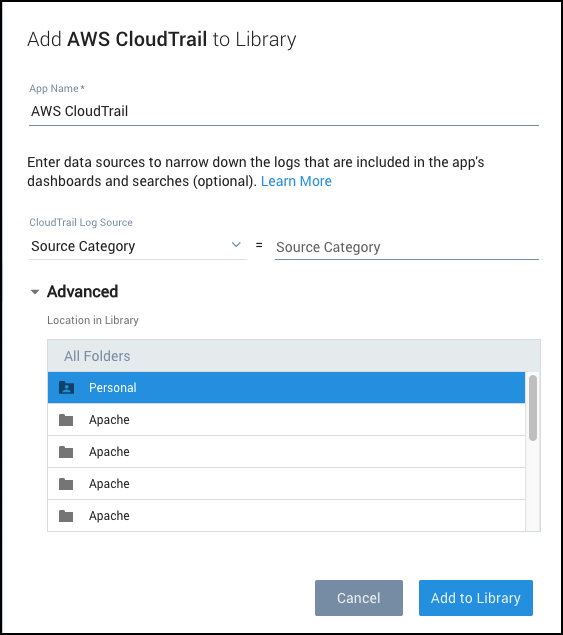 Add AWS CloudTrail to Library
App Name*
AWS CloudTrail
Enter data sources to narrow down the logs that are included in the app's
dashboards and searches (optional). Learn More
CloudTrail Log Source
Source Category = Source Category
Advanced
Location in Library
All Folders
Personal
Apache
Apache
Apache
Apache
Cancel Add to Library